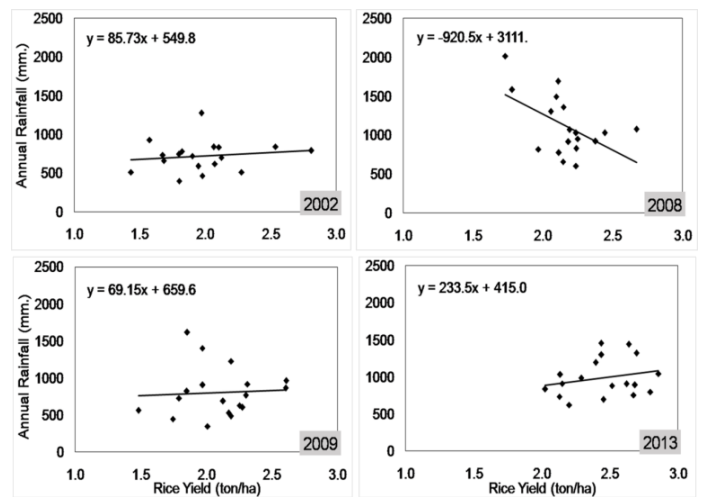 2500
y = 85.73x + 549.8
2000
1500
1000
500
0
Annual Rainfall (mm.)
2002
1.0 1.5 2.0 2.5 3.0
2500
y = -920.5x + 3111.
2000
1500
1000
500
0
2008
1.0 1.5 2.0 2.5 3.0
2500
y = 69.15x + 659.6
2000
1500
1000
500
0
Annual Rainfall (mm.)
2009
1.0 1.5 2.0 2.5 3.0
Rice Yield (ton/ha)
2500
y = 233.5x + 415.0
2000
1500
1000
500
0
2013
1.0 1.5 2.0 2.5 3.0
Rice Yield (ton/ha)